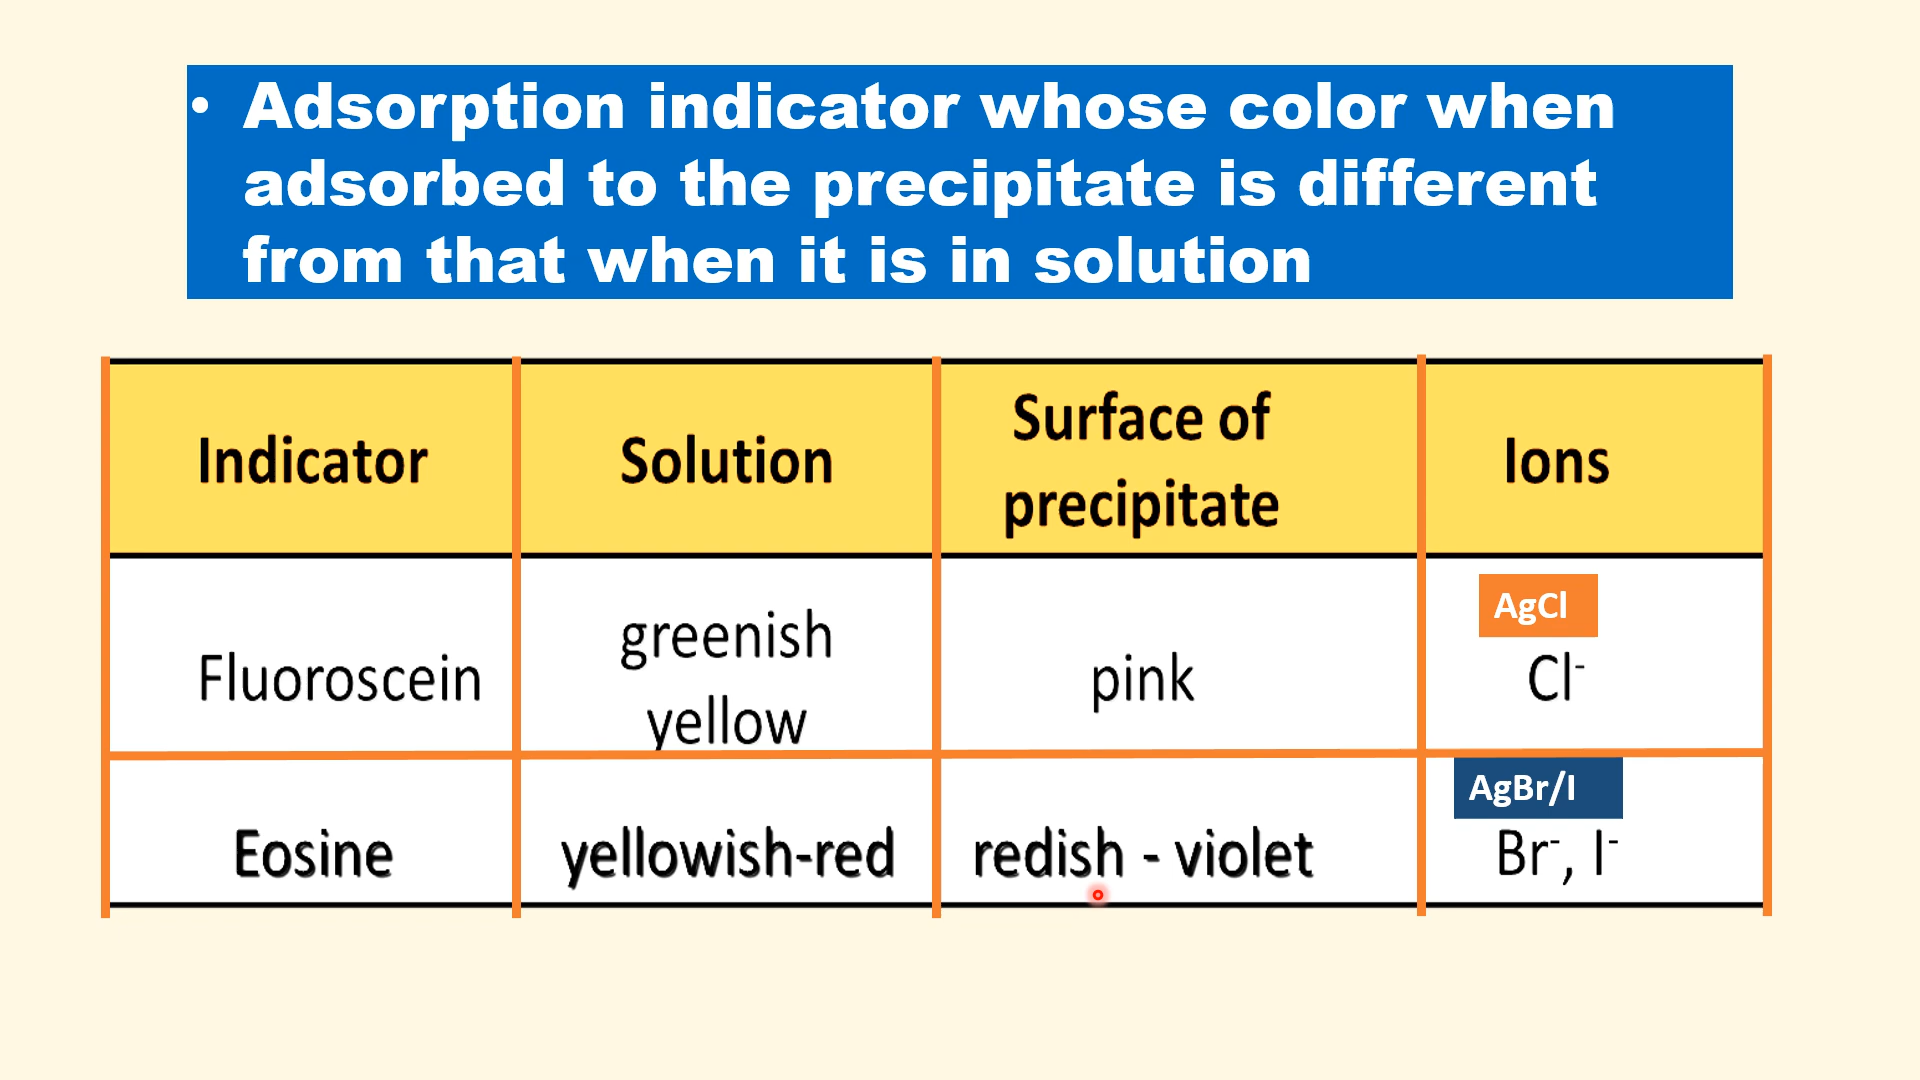 • Adsorption indicator whose color when
adsorbed to the precipitate is different
from that when it is in solution
Indicator
Solution
Surface of
precipitate
Ions
Fluoroscein
greenish
yellow
pink
AgCl
Cl⁻
Eosine
yellowish-red
redish - violet
AgBr/I
Br⁻, I⁻